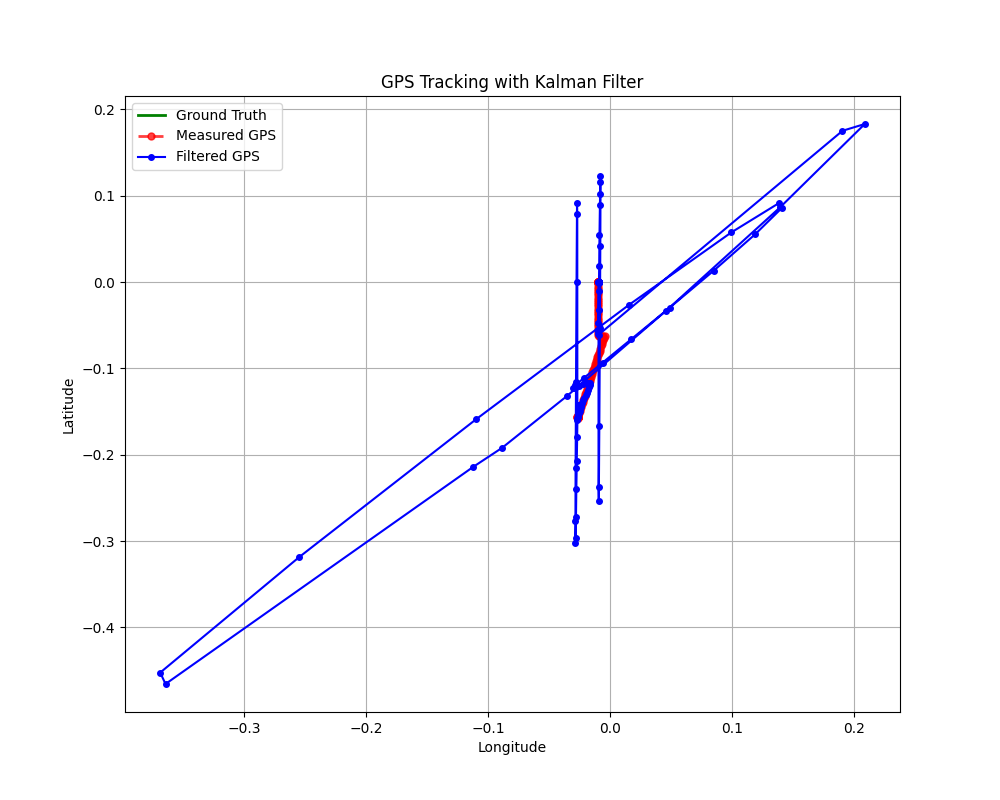 GPS Tracking with Kalman Filter
Ground Truth
Measured GPS
Filtered GPS
0.2
0.1
0.0
−0.1
−0.2
−0.3
−0.4
Latitude
−0.3
−0.2
−0.1
0.0
0.1
0.2
Longitude